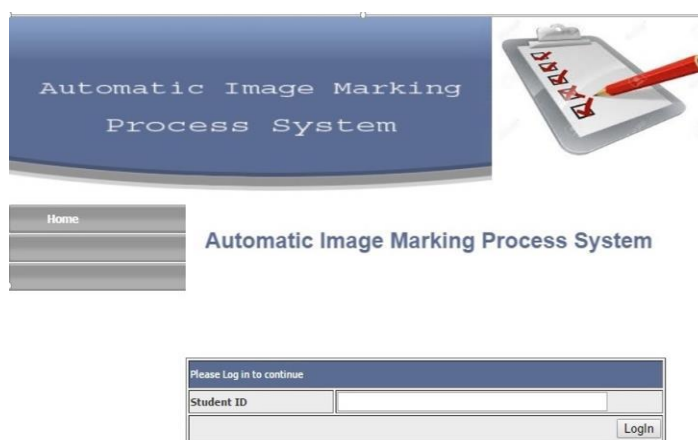 Automatic Image Marking
Process System
Home
Automatic Image Marking Process System
Please Log in to continue
Student ID
LogIn